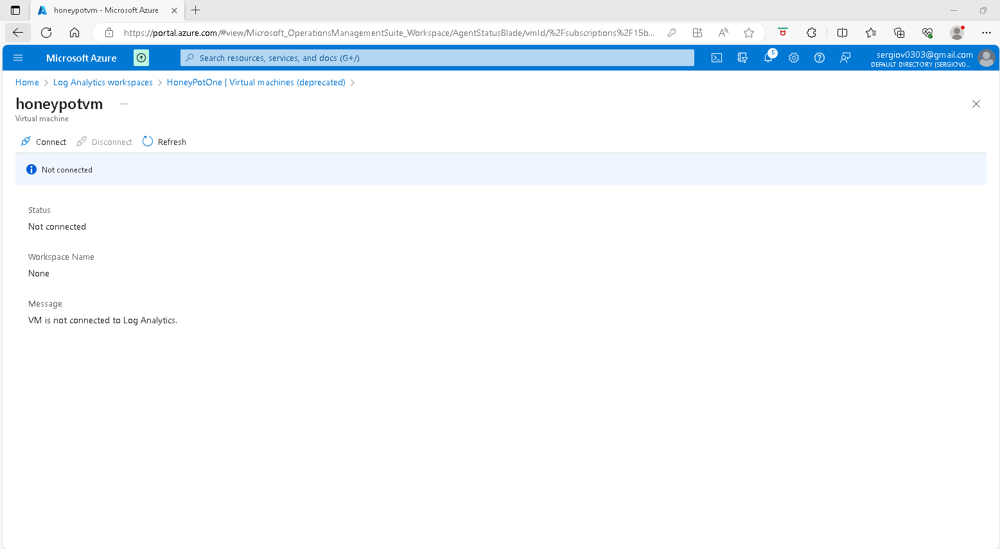 honeypotvm - Microsoft Azure
https://portal.azure.com/#view/Microsoft_OperationsManagementSuite_Workspace/AgentStatusBlade/vmId/%2Fsubscriptions%2F15b...
Microsoft Azure
Search resources, services, and docs (G+/)
5
sergiov0303@gmail.com
DEFAULT DIRECTORY (SERGIOV0...
Home > Log Analytics workspaces > HoneyPotOne | Virtual machines (deprecated) >
honeypotvm ...
Virtual machine
Connect Disconnect Refresh
Not connected
Status
Not connected
Workspace Name
None
Message
VM is not connected to Log Analytics.